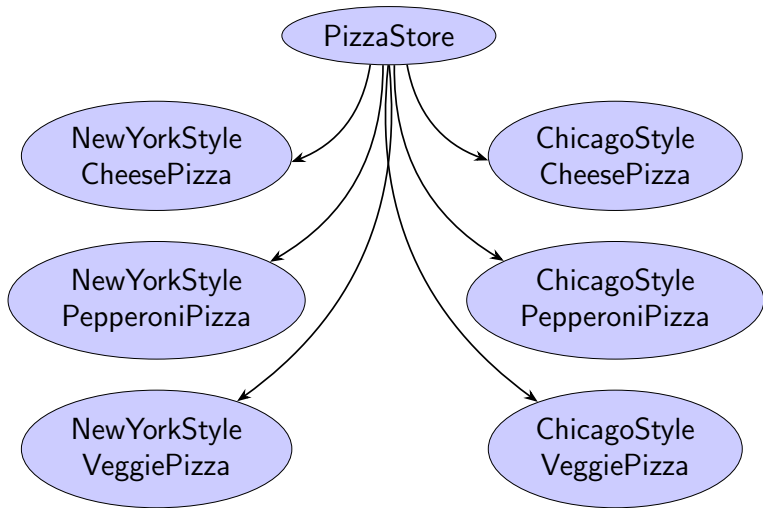 PizzaStore
NewYorkStyle
CheesePizza
ChicagoStyle
CheesePizza
NewYorkStyle
PepperoniPizza
ChicagoStyle
PepperoniPizza
NewYorkStyle
VeggiePizza
ChicagoStyle
VeggiePizza